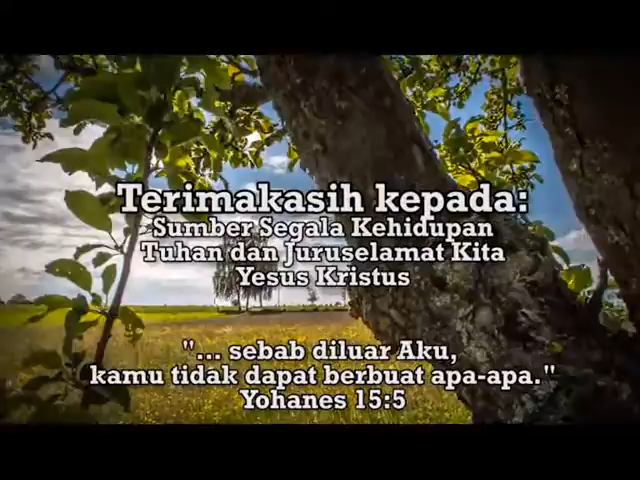 Terimakasih kepada:
Sumber Segala Kehidupan
Tuhan dan Juruselamat Kita
Yesus Kristus
"... sebab diluar Aku,
kamu tidak dapat berbuat apa-apa."
Yohanes 15:5